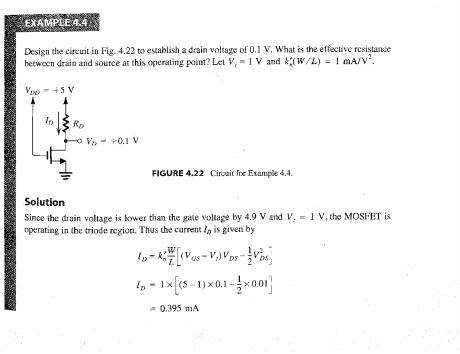 EXAMPLE 4.4
Design the circuit in Fig. 4.22 to establish a drain voltage of 0.1 V. What is the effective resistance
between drain and source at this operating point? Let V_t = 1 V and k'_n(W/L) = 1 mA/V².
V_DD = +5 V
I_D
R_D
V_D = +0.1 V
FIGURE 4.22 Circuit for Example 4.4.
Solution
Since the drain voltage is lower than the gate voltage by 4.9 V and V_t = 1 V, the MOSFET is
operating in the triode region. Thus the current I_D is given by
I_D = k'_n W/L [(V_GS − V_t)V_DS − 1/2 V²_DS]
I_D = 1 × [(5 − 1) × 0.1 − 1/2 × 0.01]
= 0.395 mA